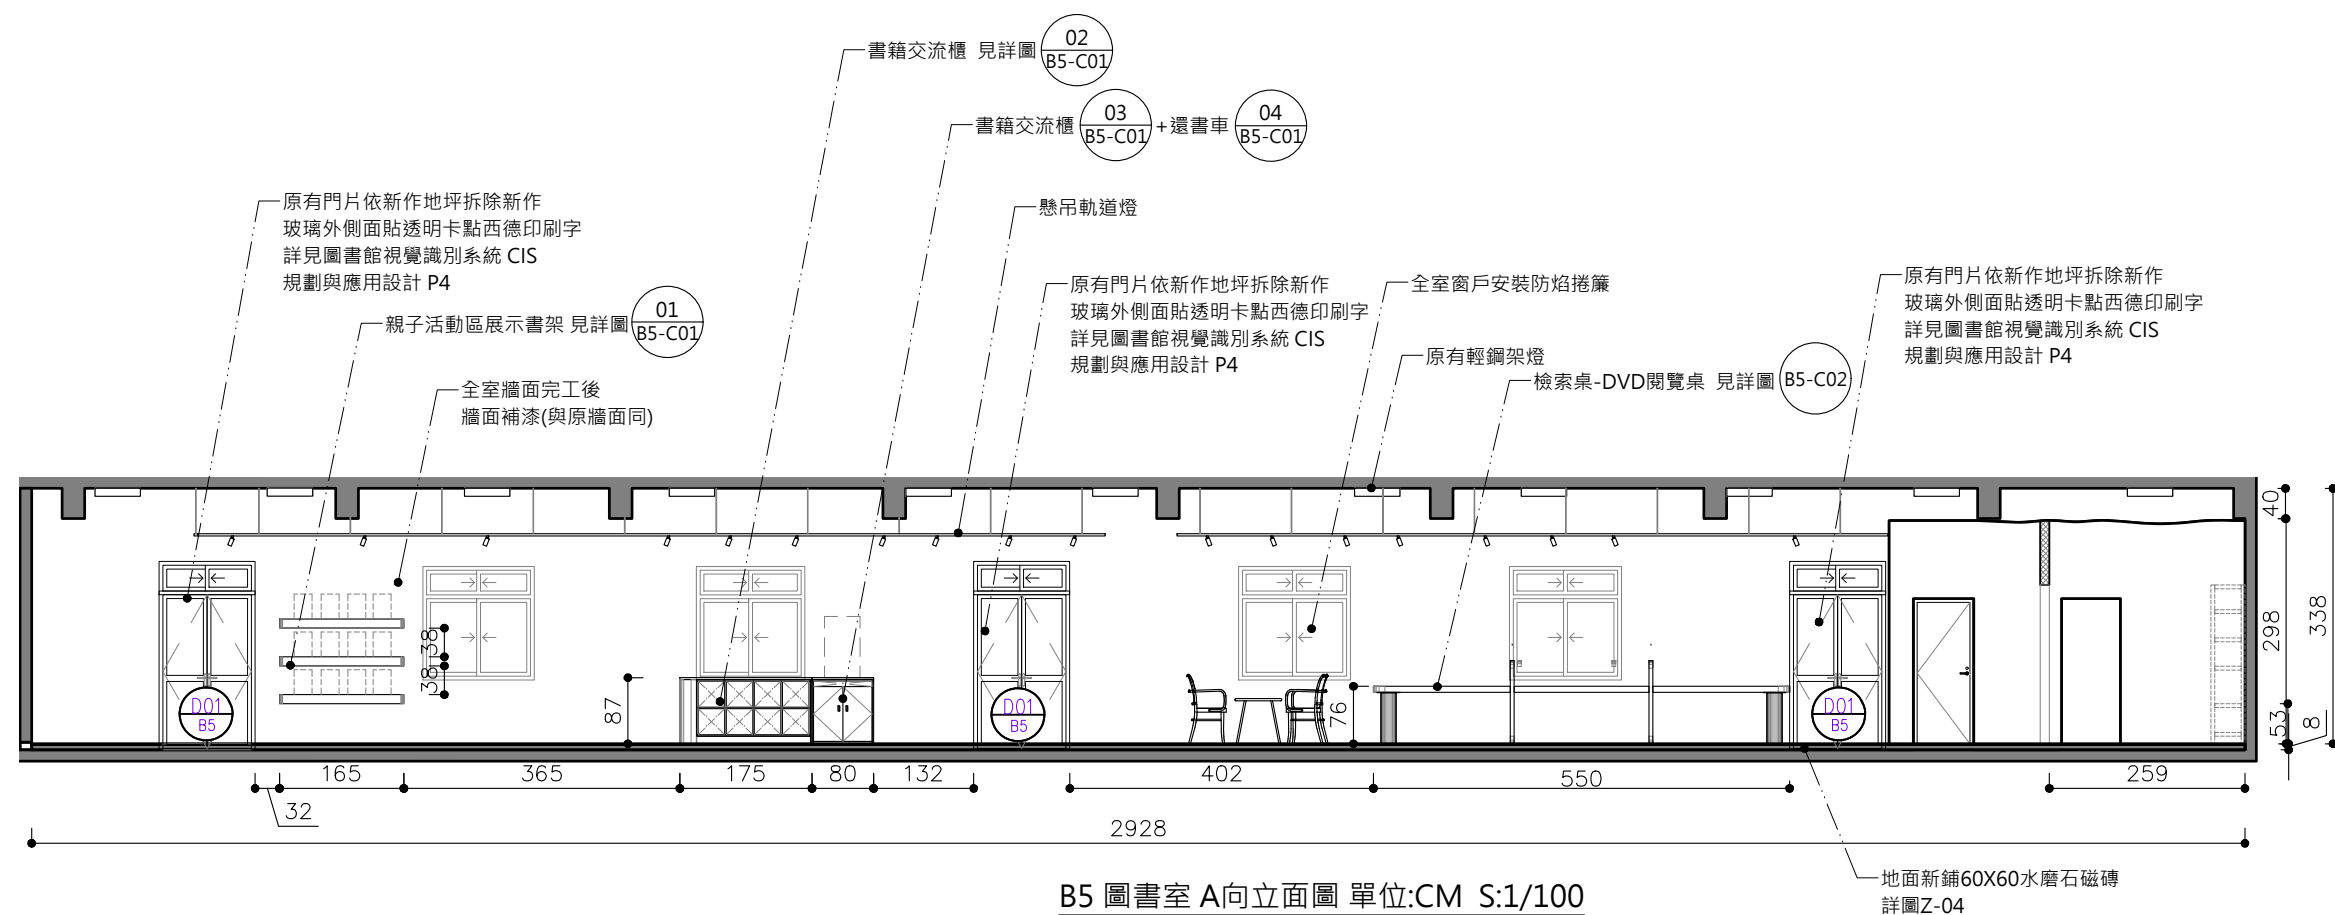 書籍交流櫃 見詳圖
02
B5-C01
書籍交流櫃
03
B5-C01
+還書車
04
B5-C01
原有門片依新作地坪拆除新作
玻璃外側面貼透明卡點西德印刷字
詳見圖書館視覺識別系統 CIS
規劃與應用設計 P4
懸吊軌道燈
親子活動區展示書架 見詳圖
01
B5-C01
原有門片依新作地坪拆除新作
玻璃外側面貼透明卡點西德印刷字
詳見圖書館視覺識別系統 CIS
規劃與應用設計 P4
全室窗戶安裝防焰捲簾
原有門片依新作地坪拆除新作
玻璃外側面貼透明卡點西德印刷字
詳見圖書館視覺識別系統 CIS
規劃與應用設計 P4
原有輕鋼架燈
檢索桌-DVD閱覽桌 見詳圖
B5-C02
全室牆面完工後
牆面補漆(與原牆面同)
40
298
338
53
8
38
38
87
76
D01
B5
D01
B5
D01
B5
165
365
175
80
132
402
550
259
32
2928
地面新鋪60X60水磨石磁磚
詳圖Z-04
B5 圖書室 A向立面圖 單位:CM S:1/100